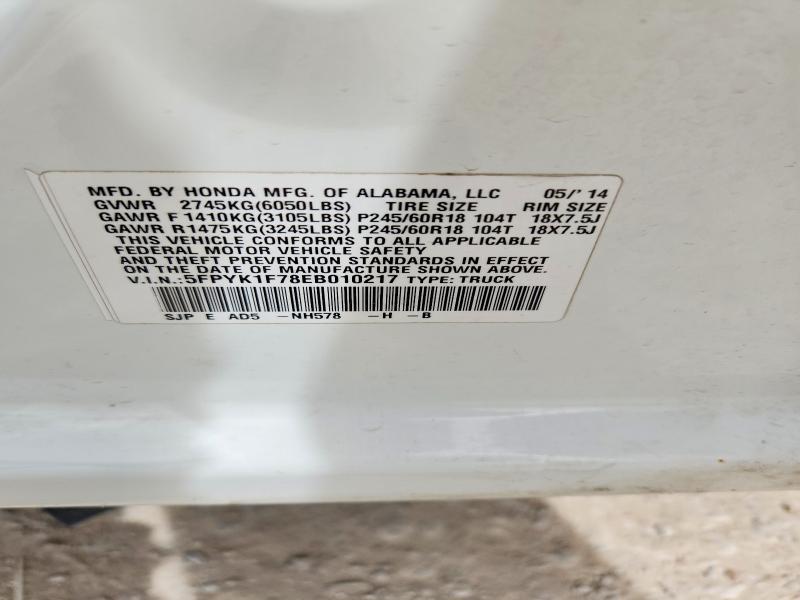 MFD. BY HONDA MFG. OF ALABAMA, LLC 05/' 14
GVWR 2745KG(6050LBS) TIRE SIZE RIM SIZE
GAWR F 1410KG(3105LBS) P245/60R18 104T 18X7.5J
GAWR R1475KG(3245LBS) P245/60R18 104T 18X7.5J
THIS VEHICLE CONFORMS TO ALL APPLICABLE
FEDERAL MOTOR VEHICLE SAFETY
AND THEFT PREVENTION STANDARDS IN EFFECT
ON THE DATE OF MANUFACTURE SHOWN ABOVE.
V.I.N.:5FPYK1F78EB010217 TYPE: TRUCK
SJP E AD5 -NH578 -H -B